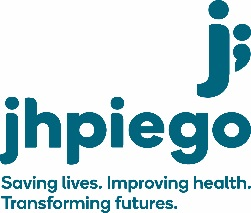 jhpiego
Saving lives. Improving health.
Transforming futures.